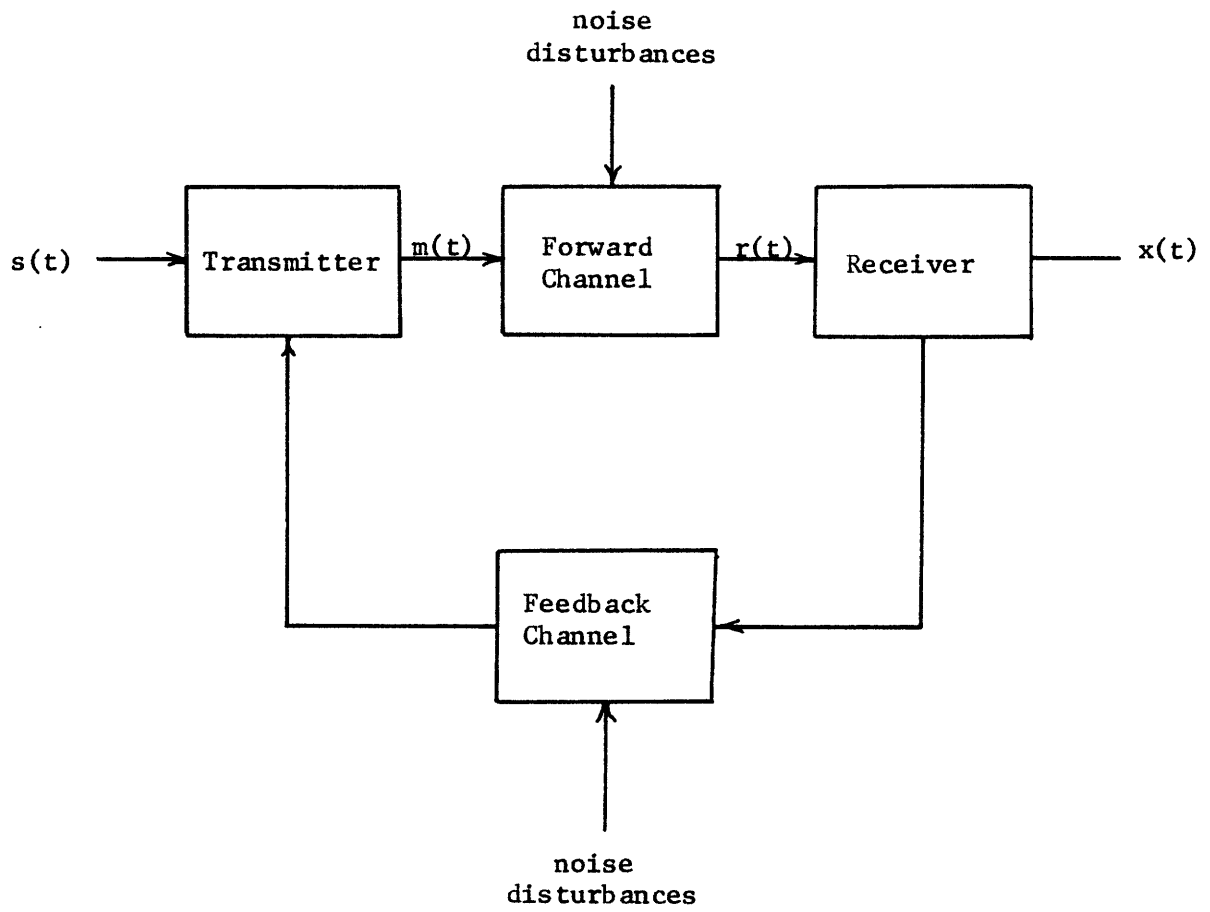 noise
disturbances
s(t)
Transmitter
m(t)
Forward
Channel
r(t)
Receiver
x(t)
Feedback
Channel
noise
disturbances